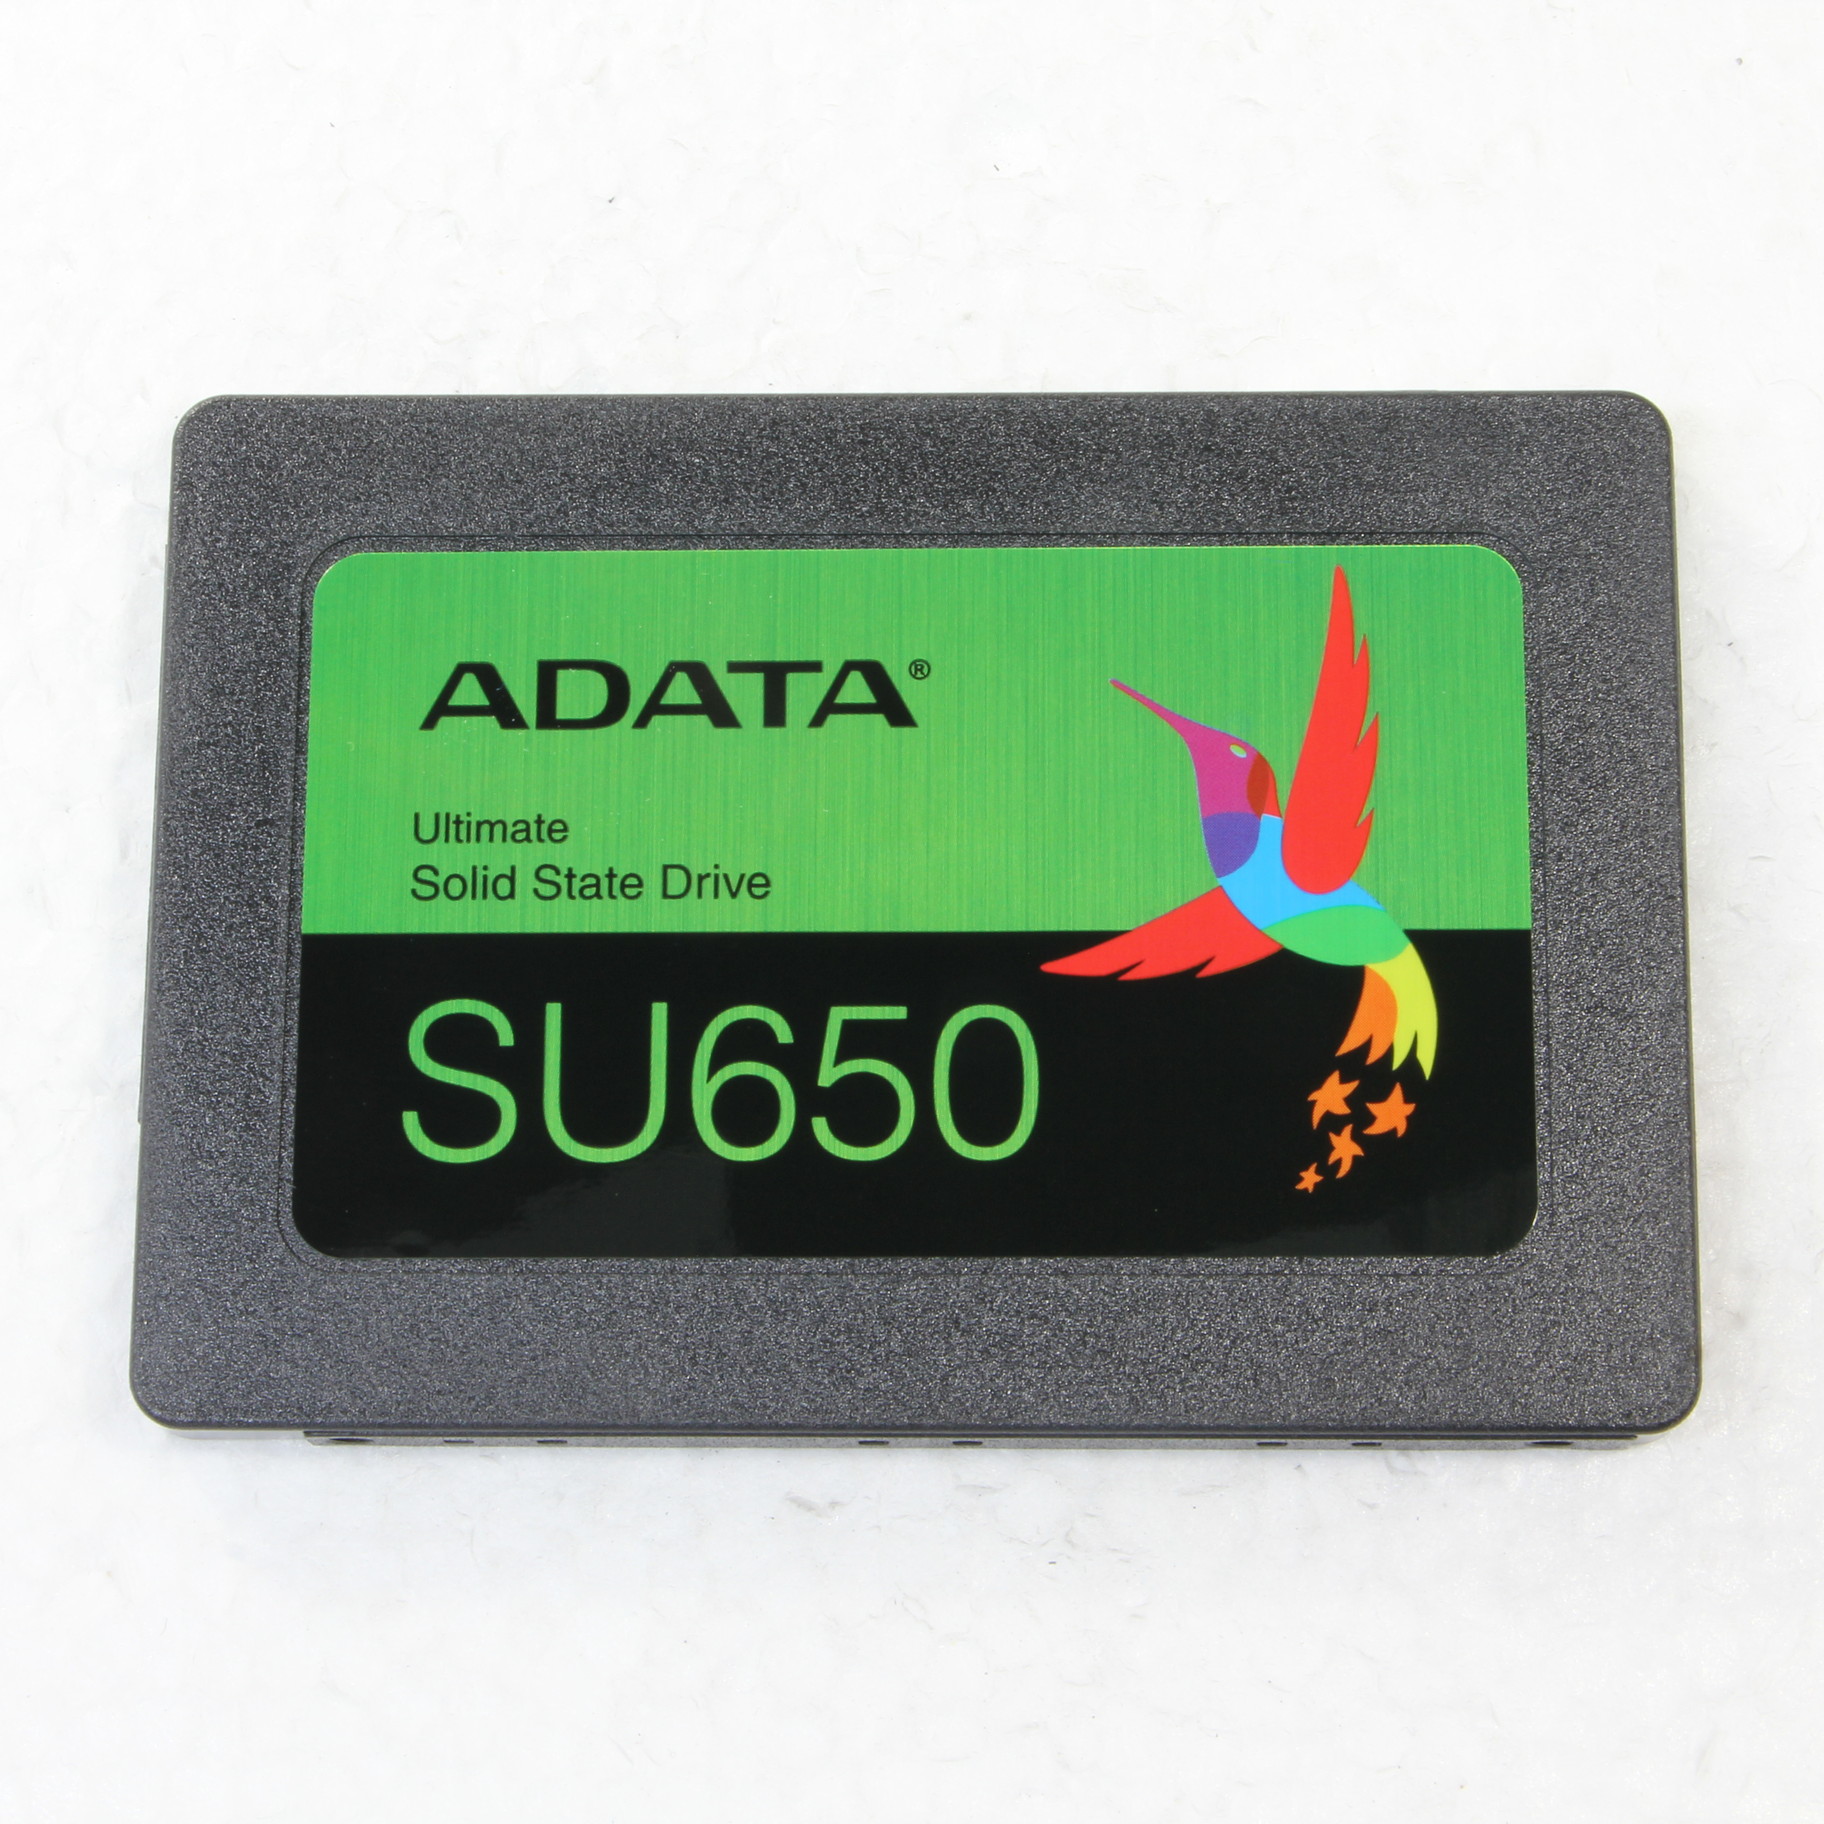 ADATA®
Ultimate
Solid State Drive
SU650